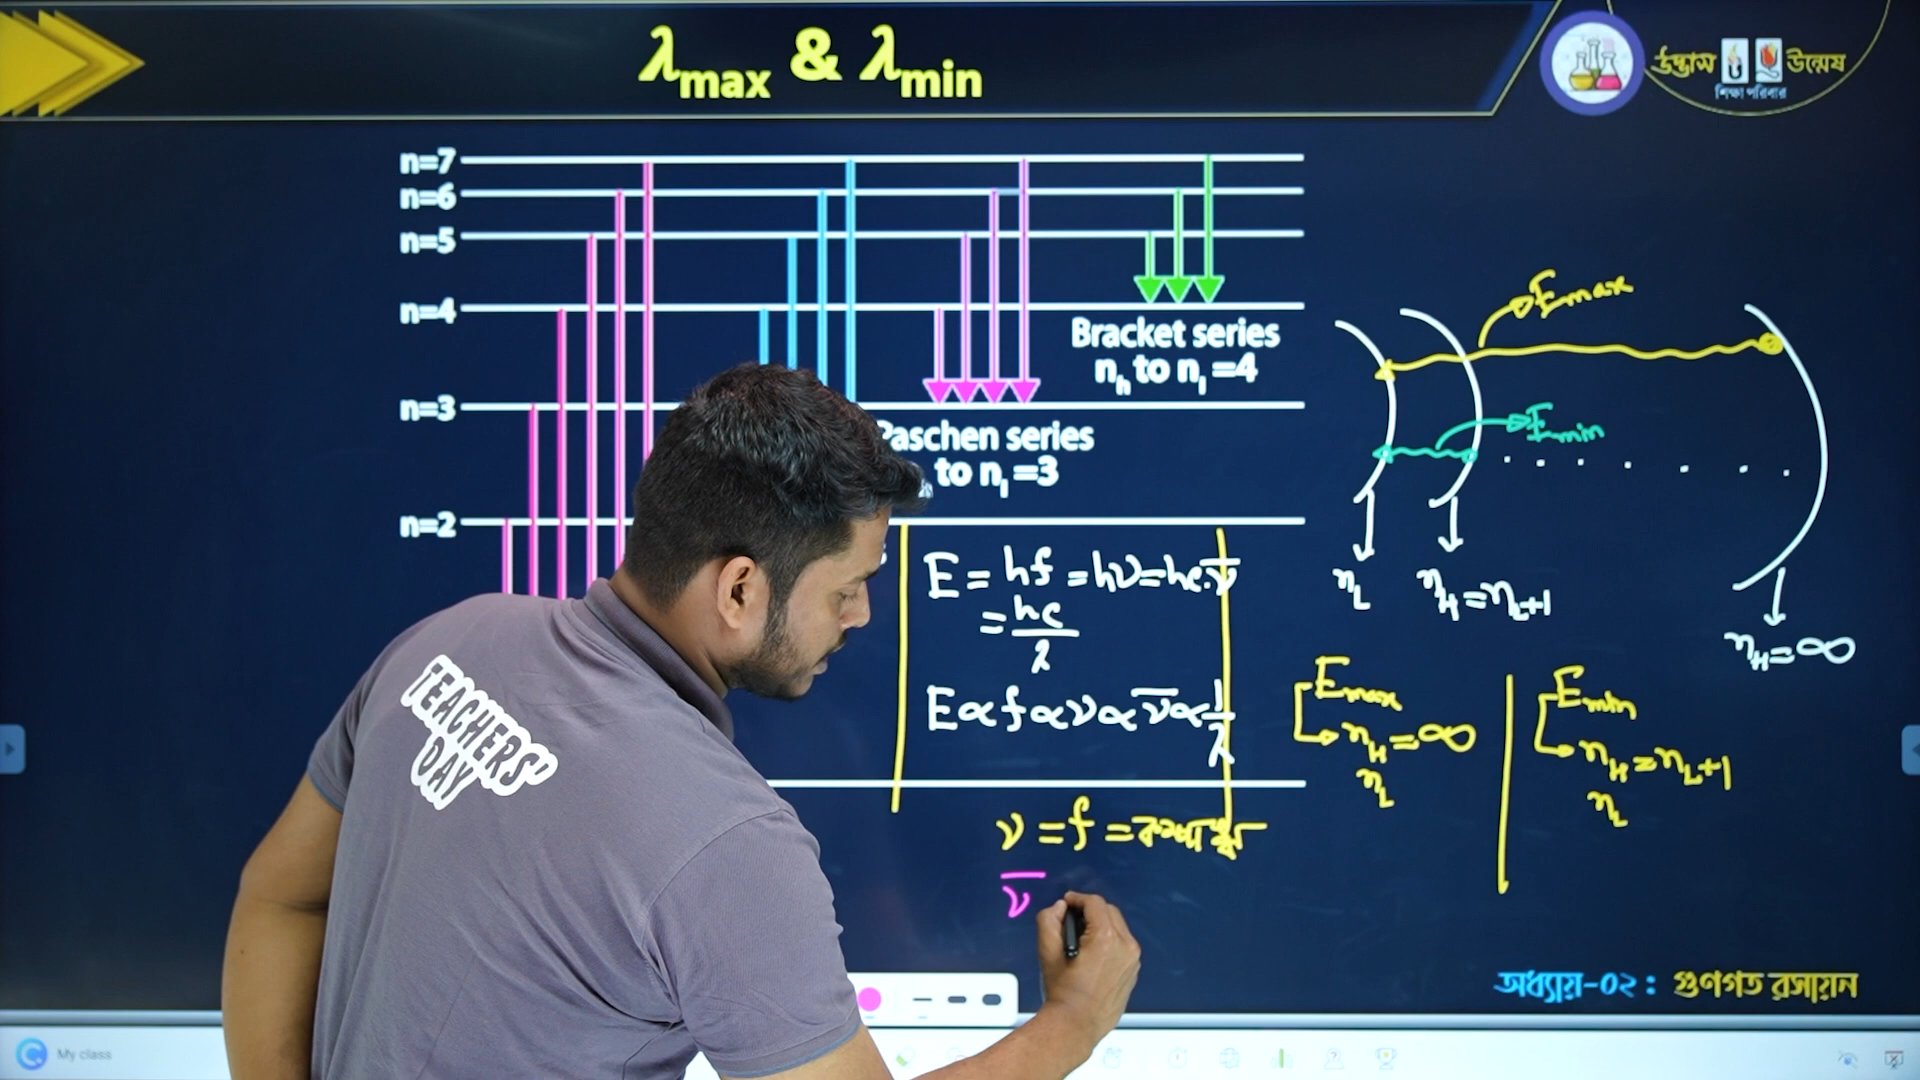 λmax & λmin
উদ্ভাস উন্মেষ
শিক্ষা পরিবার
n=7
n=6
n=5
n=4
n=3
n=2
Bracket series
nh to nl =4
Paschen series
to nl =3
E = hf = hν = hc.ν̅
= hc/λ
E ∝ f ∝ ν ∝ ν̅ ∝ 1/λ
ν = f = কম্পাঙ্ক
ν̅
Emax
Emin
nL
nH = nL+1
nH = ∞
Emax
nH = ∞
nL
Emin
nH = nL+1
nL
TEACHERS'
DAY
অধ্যায়-০২ : গুণগত রসায়ন
My class